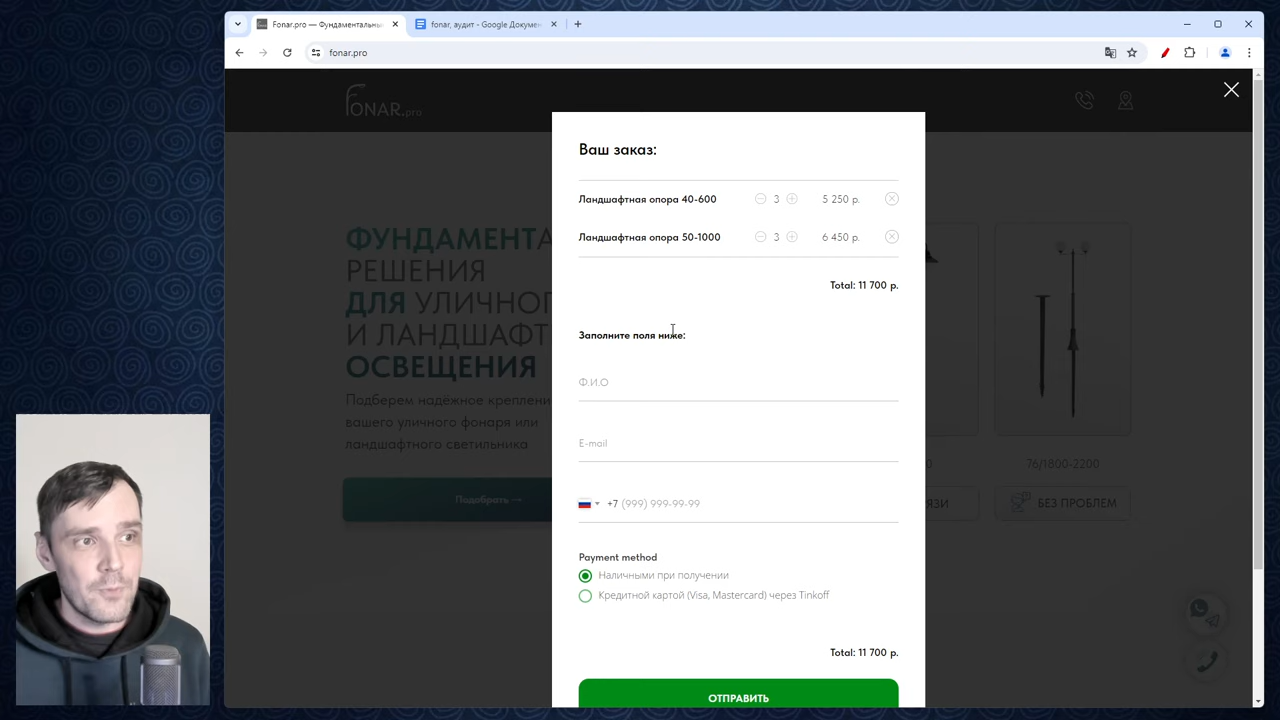 Fonar.pro — Фундаментальны
fonar, аудит - Google Докумен
fonar.pro
FONAR.pro
Ваш заказ:
Ландшафтная опора 40-600 3 5 250 р.
Ландшафтная опора 50-1000 3 6 450 р.
Total: 11 700 р.
Заполните поля ниже:
Ф.И.О
E-mail
+7 (999) 999-99-99
Payment method
Наличными при получении
Кредитной картой (Visa, Mastercard) через Tinkoff
Total: 11 700 р.
ОТПРАВИТЬ
ФУНДАМЕНТА
РЕШЕНИЯ
ДЛЯ УЛИЧНОГ
И ЛАНДШАФТ
ОСВЕЩЕНИЯ
Подберем надёжное креплени
вашего уличного фонаря или
ландшафтного светильника
Подобрать →
0
76/1800-2200
ЯЗИ
БЕЗ ПРОБЛЕМ